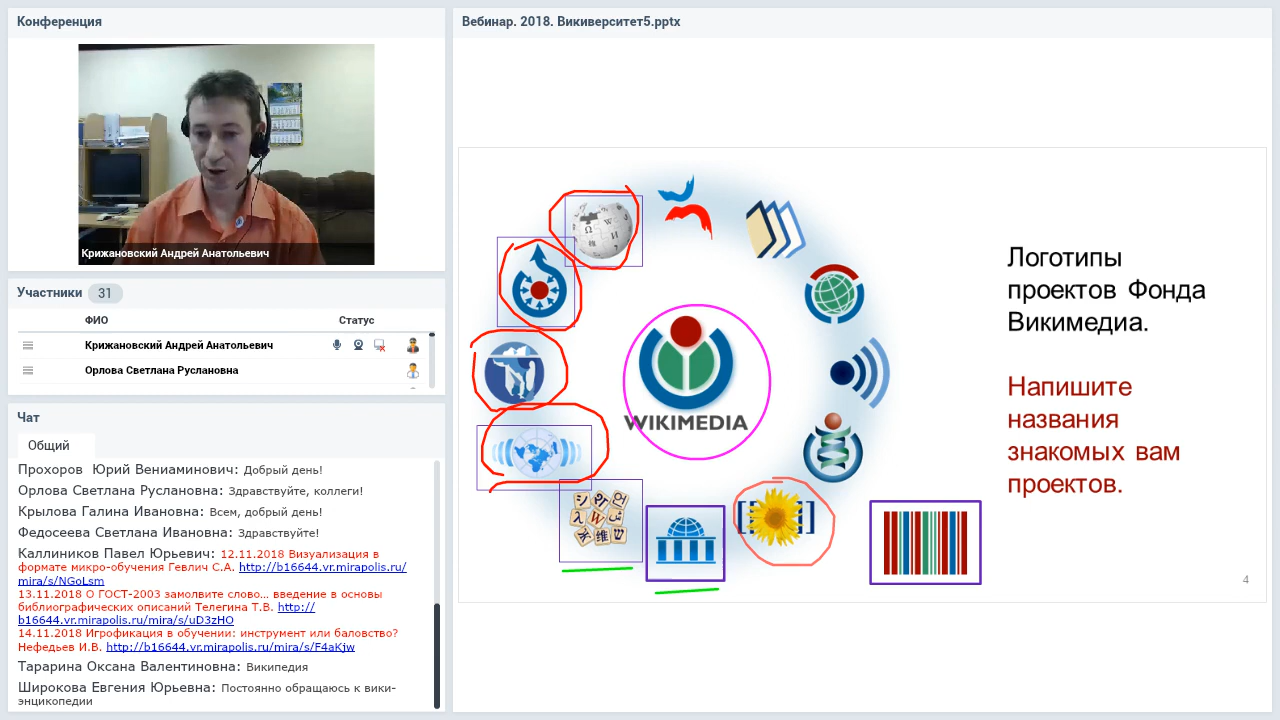 Конференция
Крижановский Андрей Анатольевич
Участники 31
ФИО Статус
Крижановский Андрей Анатольевич
Орлова Светлана Руслановна
Чат
Общий
Прохоров Юрий Вениаминович: Добрый день!
Орлова Светлана Руслановна: Здравствуйте, коллеги!
Крылова Галина Ивановна: Всем, добрый день!
Федосеева Светлана Ивановна: Здравствуйте!
Каллиников Павел Юрьевич: 12.11.2018 Визуализация в
формате микро-обучения Гевлич С.А. http://b16644.vr.mirapolis.ru/
mira/s/NGoLsm
13.11.2018 О ГОСТ-2003 замолвите слово... введение в основы
библиографических описаний Телегина Т.В. http://
b16644.vr.mirapolis.ru/mira/s/uD3zHO
14.11.2018 Игрофикация в обучении: инструмент или баловство?
Нефедьев И.В. http://b16644.vr.mirapolis.ru/mira/s/F4aKjw
Тарарина Оксана Валентиновна: Википедия
Широкова Евгения Юрьевна: Постоянно обращаюсь к вики-
энцикопедии
Вебинар. 2018. Викиверситет5.pptx
WIKIMEDIA
Логотипы
проектов Фонда
Викимедиа.
Напишите
названия
знакомых вам
проектов.
4